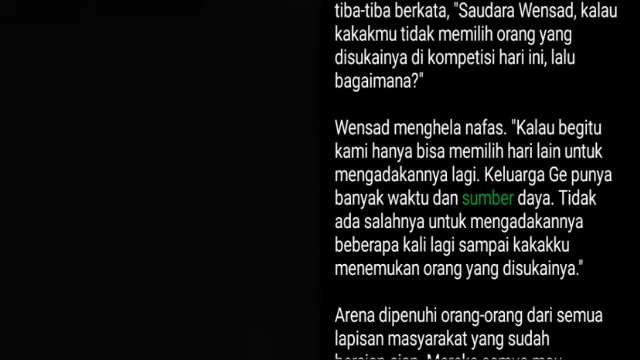 tiba-tiba berkata, "Saudara Wensad, kalau
kakakmu tidak memilih orang yang
disukainya di kompetisi hari ini, lalu
bagaimana?"
Wensad menghela nafas. "Kalau begitu
kami hanya bisa memilih hari lain untuk
mengadakannya lagi. Keluarga Ge punya
banyak waktu dan sumber daya. Tidak
ada salahnya untuk mengadakannya
beberapa kali lagi sampai kakakku
menemukan orang yang disukainya."
Arena dipenuhi orang-orang dari semua
lapisan masyarakat yang sudah